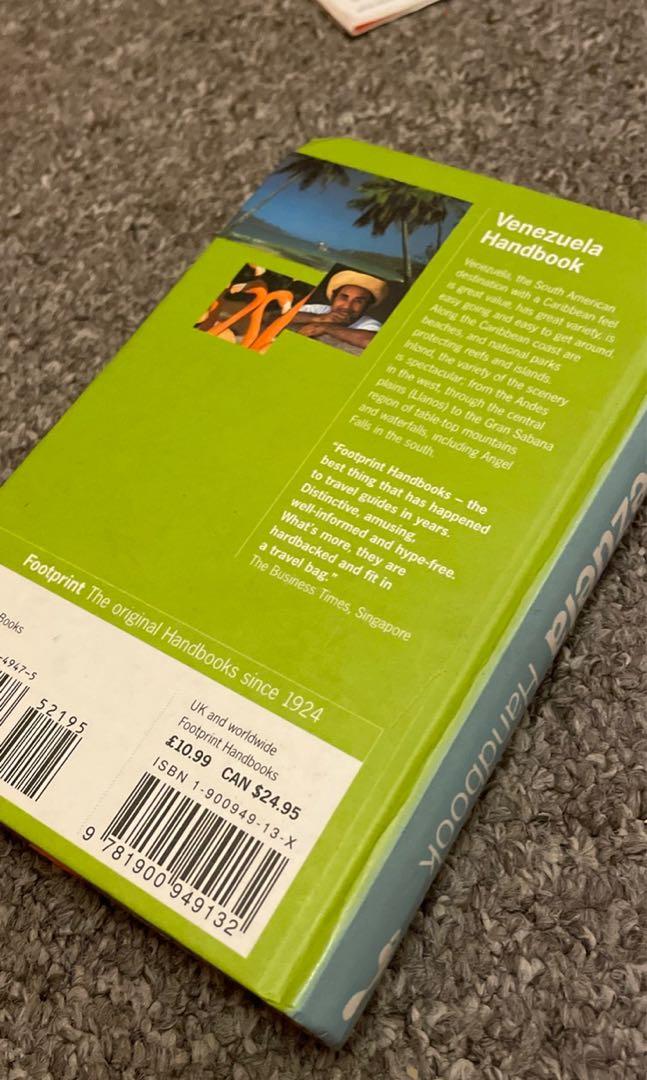 Venezuela
Handbook
Venezuela, the South American
destination with a Caribbean feel
is great value, has great variety, is
easy going and easy to get around.
Along the Caribbean coast are
beaches, and national parks
protecting reefs and islands.
Inland, the variety of the scenery
is spectacular: from the Andes
in the west, through the central
plains (Llanos) to the Gran Sabana
region of table-top mountains
and waterfalls, including Angel
Falls in the south.
"Footprint Handbooks – the
best thing that has happened
to travel guides in years.
Distinctive, amusing,
well-informed and hype-free.
What's more, they are
hardbacked and fit in
a travel bag."
The Business Times, Singapore
Footprint The original Handbooks since 1924
Books
-4947-5
52195
UK and worldwide
Footprint Handbooks
£10.99 CAN $24.95
ISBN 1-900949-13-X
9 781900 949132
ezuela Handbook